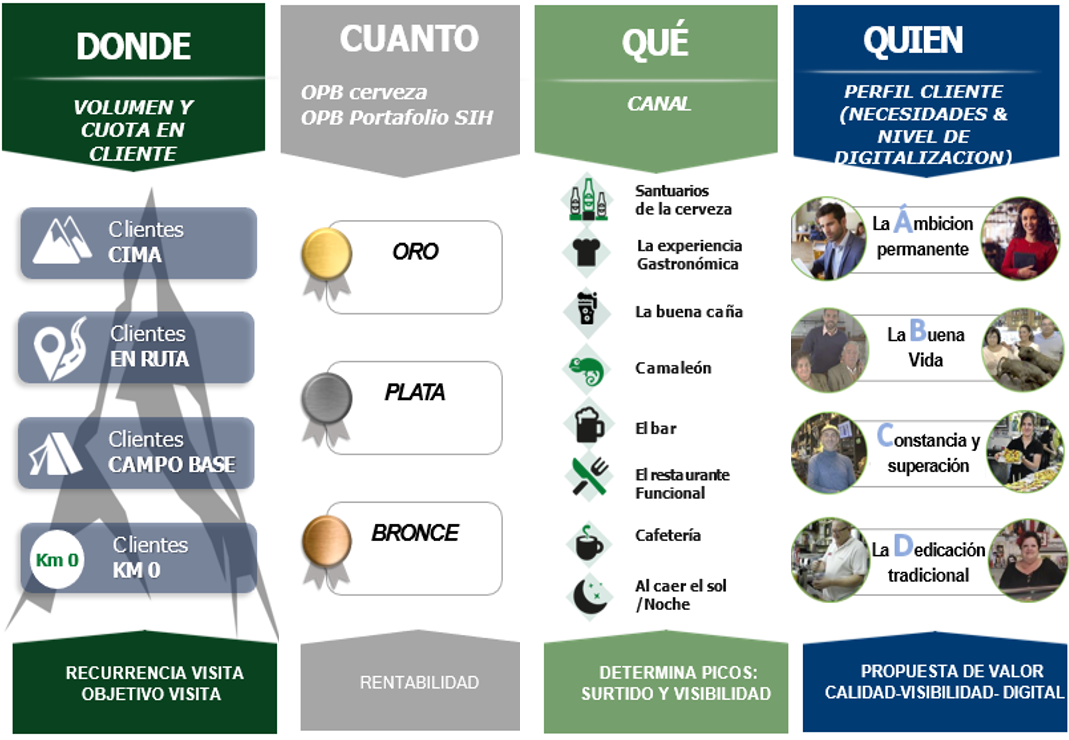 DONDE
VOLUMEN Y
CUOTA EN
CLIENTE
Clientes
CIMA
Clientes
EN RUTA
Clientes
CAMPO BASE
Km 0
Clientes
KM 0
RECURRENCIA VISITA
OBJETIVO VISITA
CUANTO
OPB cerveza
OPB Portafolio SIH
ORO
PLATA
BRONCE
RENTABILIDAD
QUÉ
CANAL
Santuarios
de la cerveza
La experiencia
Gastronómica
La buena caña
Camaleón
El bar
El restaurante
Funcional
Cafetería
Al caer el sol
/Noche
DETERMINA PICOS:
SURTIDO Y VISIBILIDAD
QUIEN
PERFIL CLIENTE
(NECESIDADES &
NIVEL DE
DIGITALIZACION)
La Ámbicion
permanente
La Buena
Vida
Constancia y
superación
La Dedicación
tradicional
PROPUESTA DE VALOR
CALIDAD-VISIBILIDAD- DIGITAL